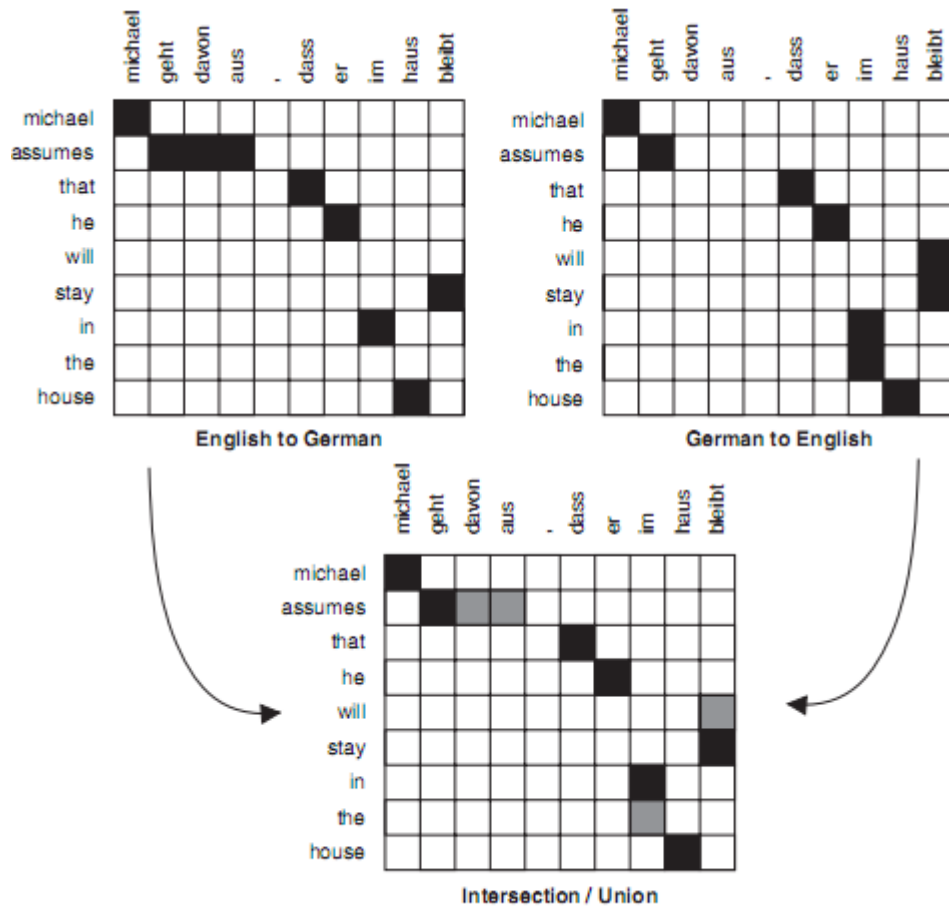 michael geht davon aus , dass er im haus bleibt
michael
assumes
that
he
will
stay
in
the
house
English to German
michael geht davon aus , dass er im haus bleibt
michael
assumes
that
he
will
stay
in
the
house
German to English
michael geht davon aus , dass er im haus bleibt
michael
assumes
that
he
will
stay
in
the
house
Intersection / Union